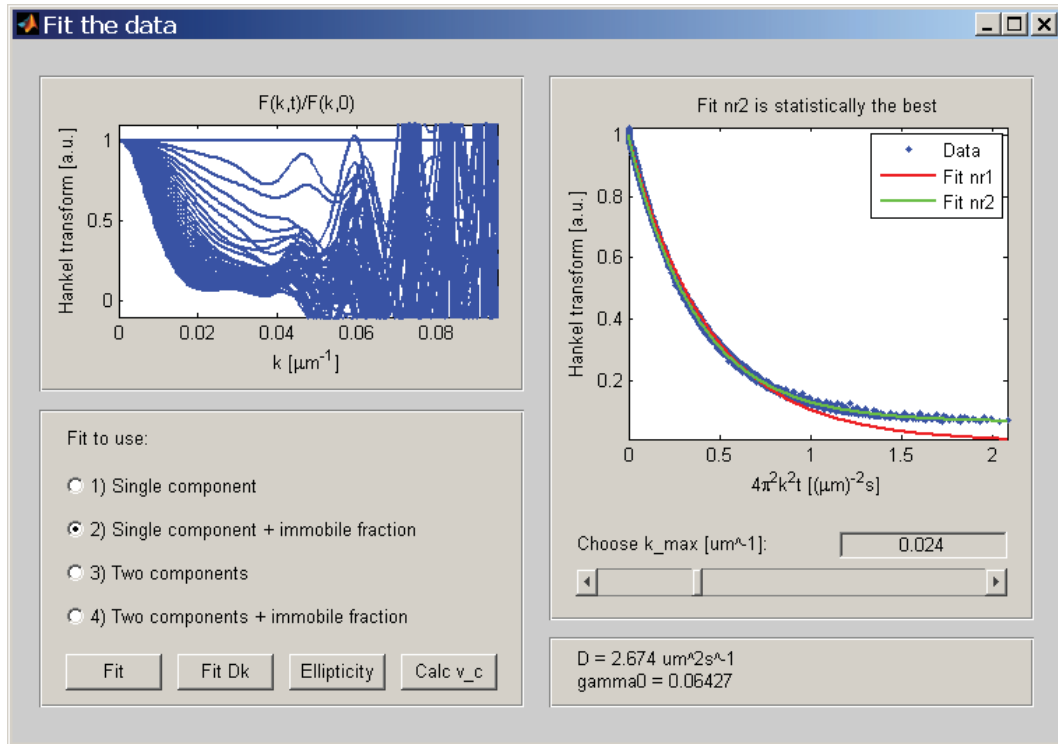 Fit the data
F(k,t)/F(k,0)
Hankel transform [a.u.]
1
0.5
0
0 0.02 0.04 0.06 0.08
k [μm⁻¹]
Fit nr2 is statistically the best
Hankel transform [a.u.]
1
0.8
0.6
0.4
0.2
0 0.5 1 1.5 2
4π²k²t [(μm)⁻²s]
Data
Fit nr1
Fit nr2
Fit to use:
1) Single component
2) Single component + immobile fraction
3) Two components
4) Two components + immobile fraction
Fit Fit Dk Ellipticity Calc v_c
Choose k_max [um^-1]: 0.024
D = 2.674 um^2s^-1
gamma0 = 0.06427